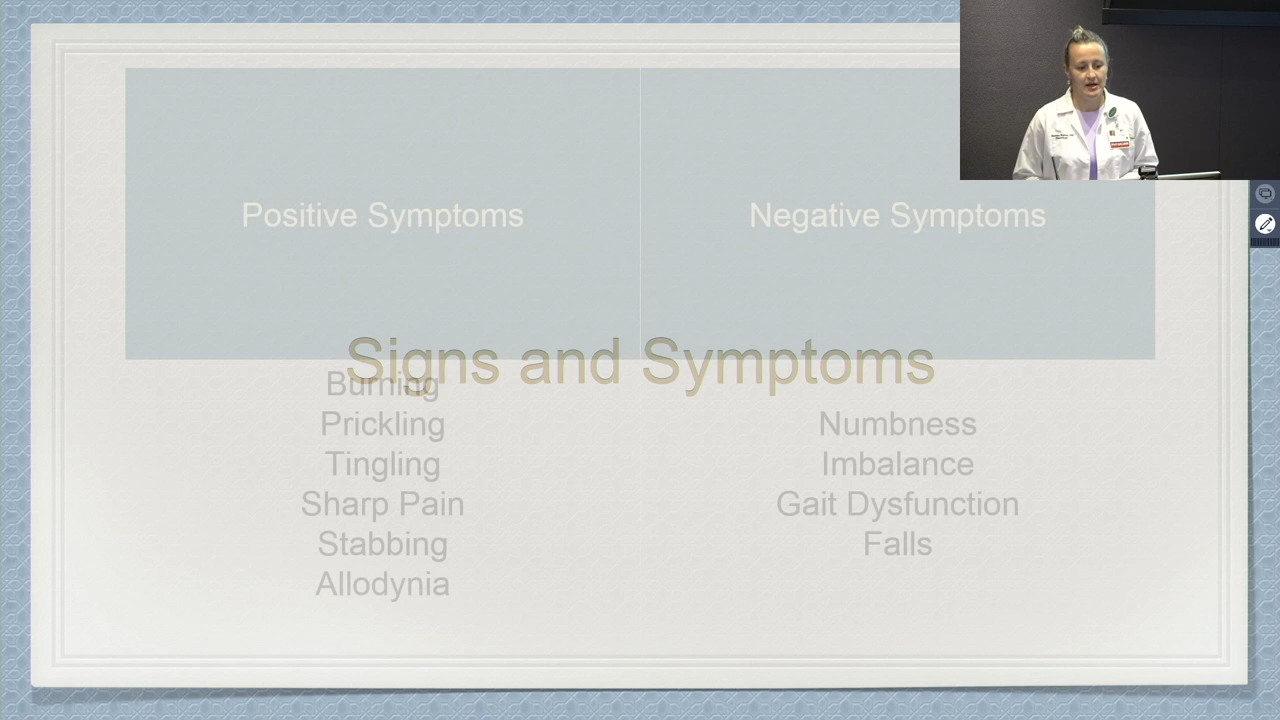 Positive Symptoms
Negative Symptoms
Signs and Symptoms
Burning
Prickling
Tingling
Sharp Pain
Stabbing
Allodynia
Numbness
Imbalance
Gait Dysfunction
Falls